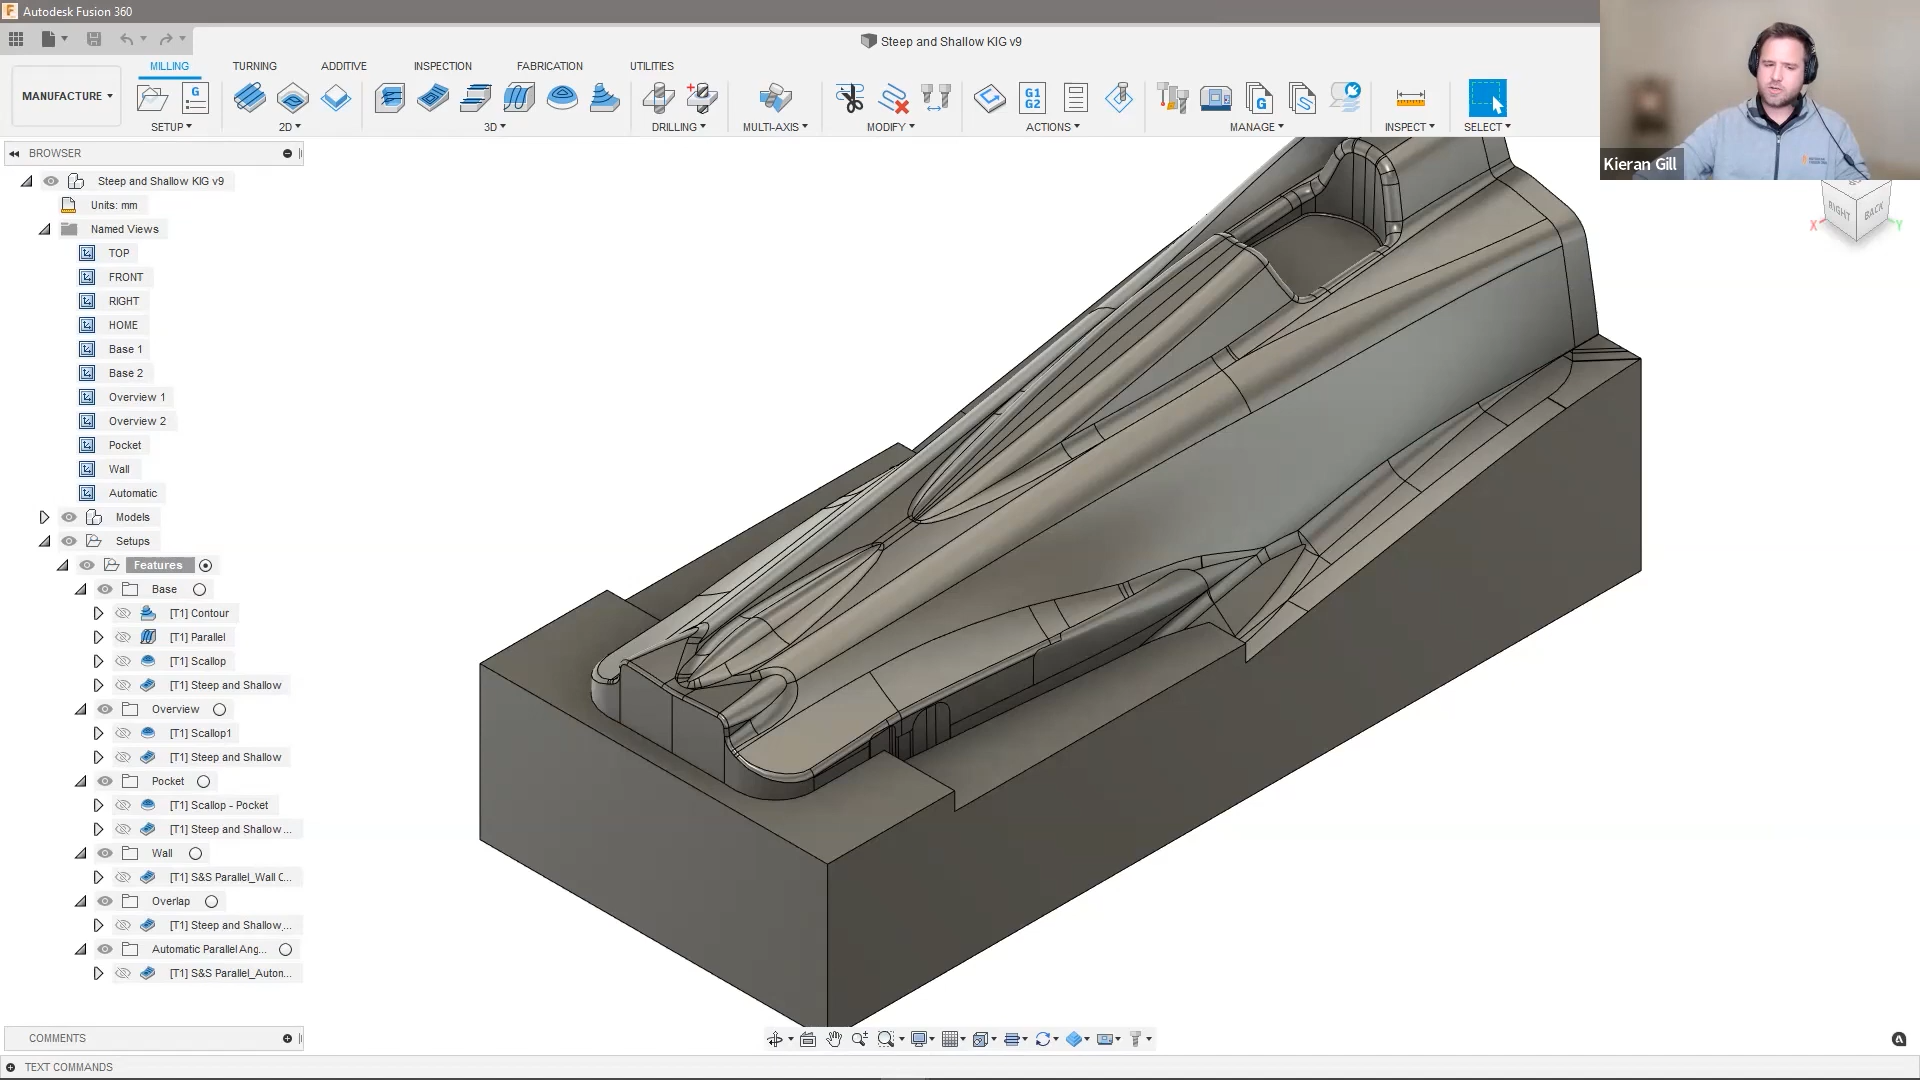 Autodesk Fusion 360
Steep and Shallow KIG v9
MILLING TURNING ADDITIVE INSPECTION FABRICATION UTILITIES
MANUFACTURE
G G1 G2 G S
SETUP 2D 3D DRILLING MULTI-AXIS MODIFY ACTIONS MANAGE INSPECT SELECT
Kieran Gill
BROWSER
Steep and Shallow KIG v9
Units: mm
Named Views
TOP
FRONT
RIGHT
HOME
Base 1
Base 2
Overview 1
Overview 2
Pocket
Wall
Automatic
Models
Setups
Features
Base
[T1] Contour
[T1] Parallel
[T1] Scallop
[T1] Steep and Shallow
Overview
[T1] Scallop1
[T1] Steep and Shallow
Pocket
[T1] Scallop - Pocket
[T1] Steep and Shallow ...
Wall
[T1] S&S Parallel_Wall C...
Overlap
[T1] Steep and Shallow_...
Automatic Parallel Ang...
[T1] S&S Parallel_Autom...
RIGHT BACK
X Y
COMMENTS
TEXT COMMANDS